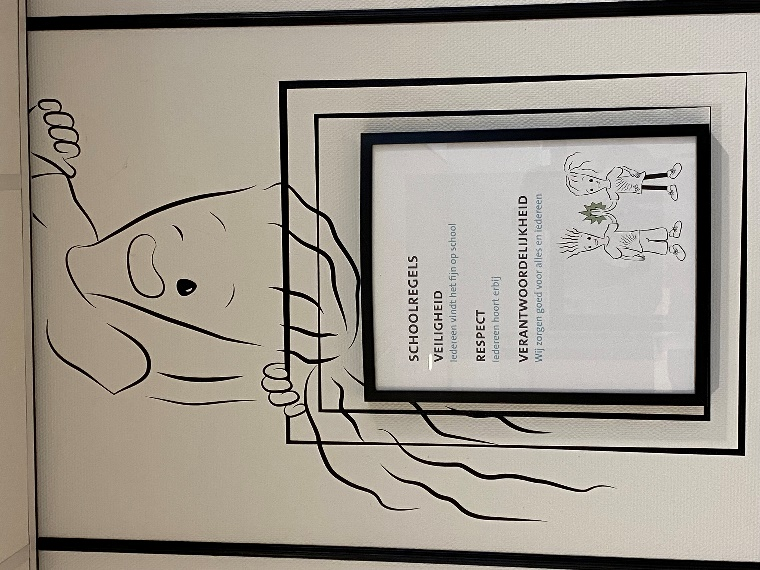 SCHOOLREGELS
VEILIGHEID
Iedereen vindt het fijn op school
RESPECT
Iedereen hoort erbij
VERANTWOORDELIJKHEID
Wij zorgen goed voor alles en iedereen